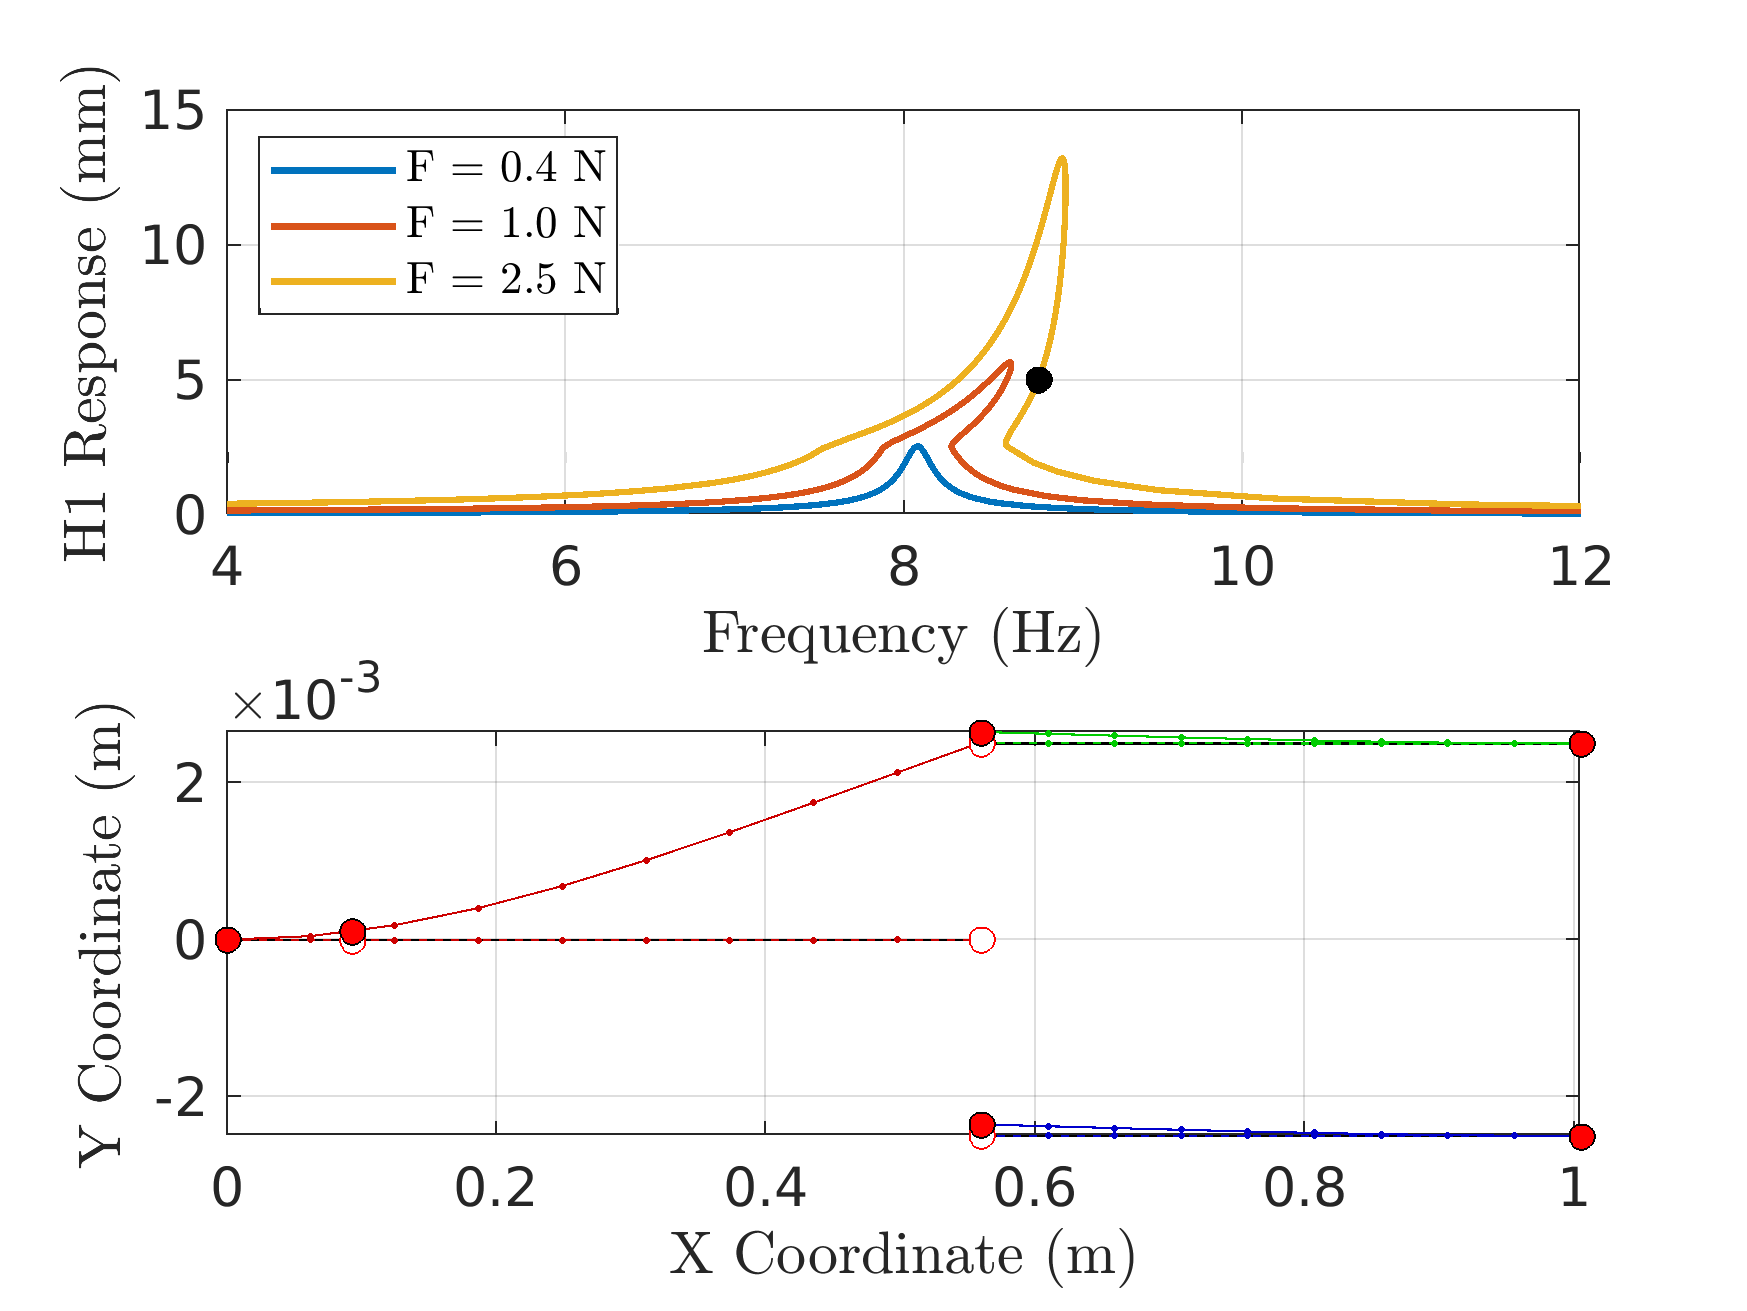 H1 Response (mm)
15
10
5
0
F = 0.4 N
F = 1.0 N
F = 2.5 N
4 6 8 10 12
Frequency (Hz)
×10-3
Y Coordinate (m)
2
0
-2
0 0.2 0.4 0.6 0.8 1
X Coordinate (m)